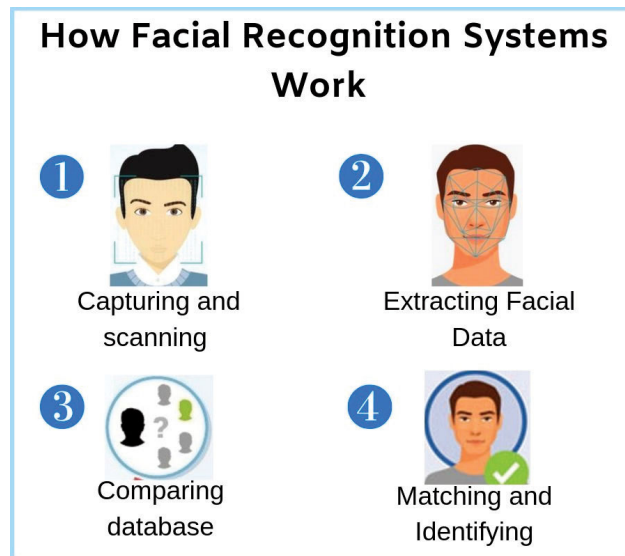 How Facial Recognition Systems
Work
1
Capturing and
scanning
2
Extracting Facial
Data
3
?
Comparing
database
4
Matching and
Identifying